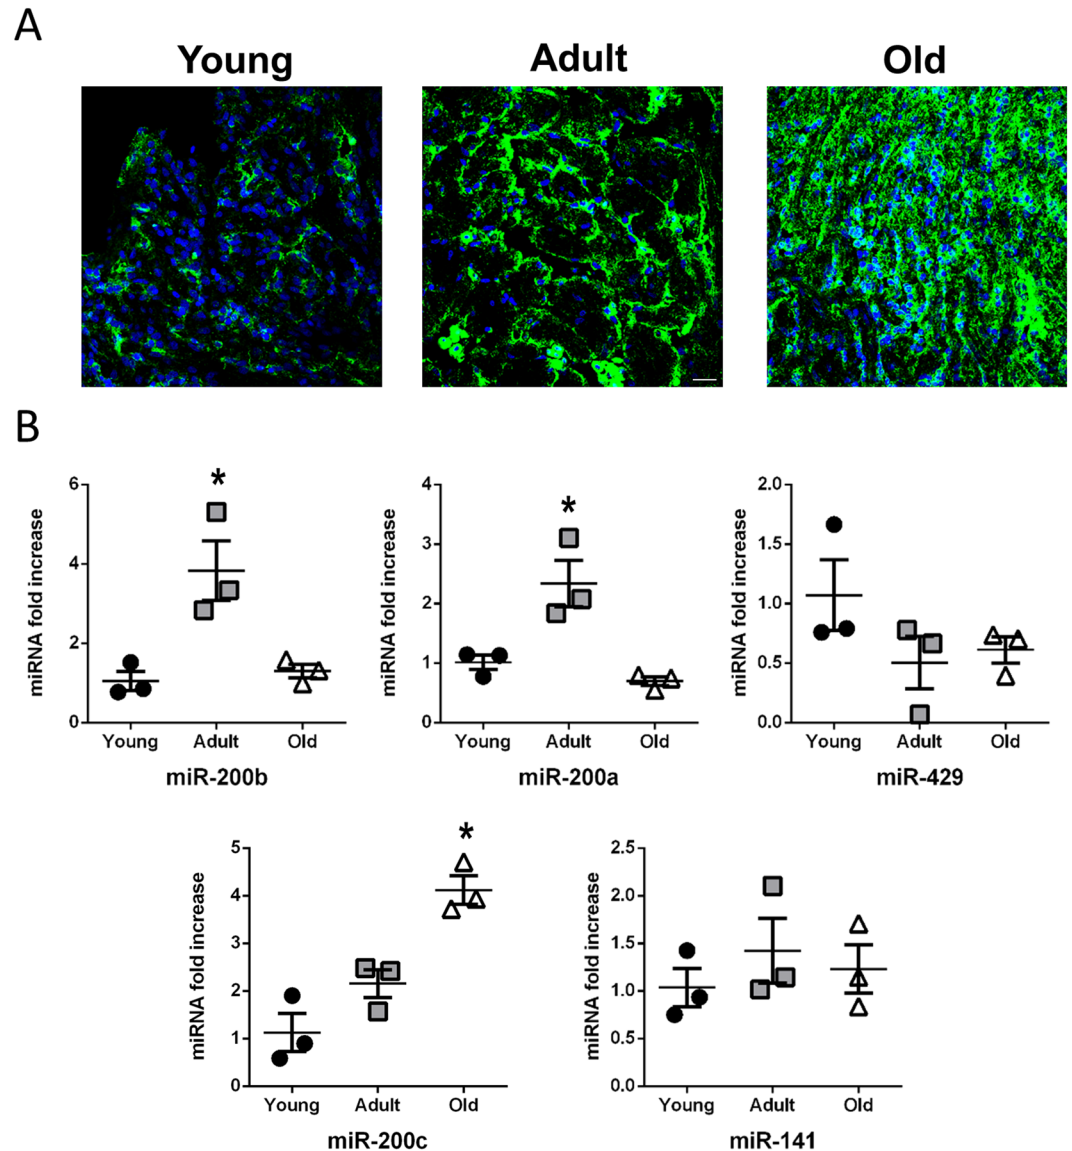 A
Young Adult Old
B
* *
miRNA fold increase
6
4
2
0
Young Adult Old
miR-200b
miRNA fold increase
4
3
2
1
0
Young Adult Old
miR-200a
miRNA fold increase
2.0
1.5
1.0
0.5
0.0
Young Adult Old
miR-429
*
miRNA fold increase
5
4
3
2
1
0
Young Adult Old
miR-200c
miRNA fold increase
2.5
2.0
1.5
1.0
0.5
0.0
Young Adult Old
miR-141